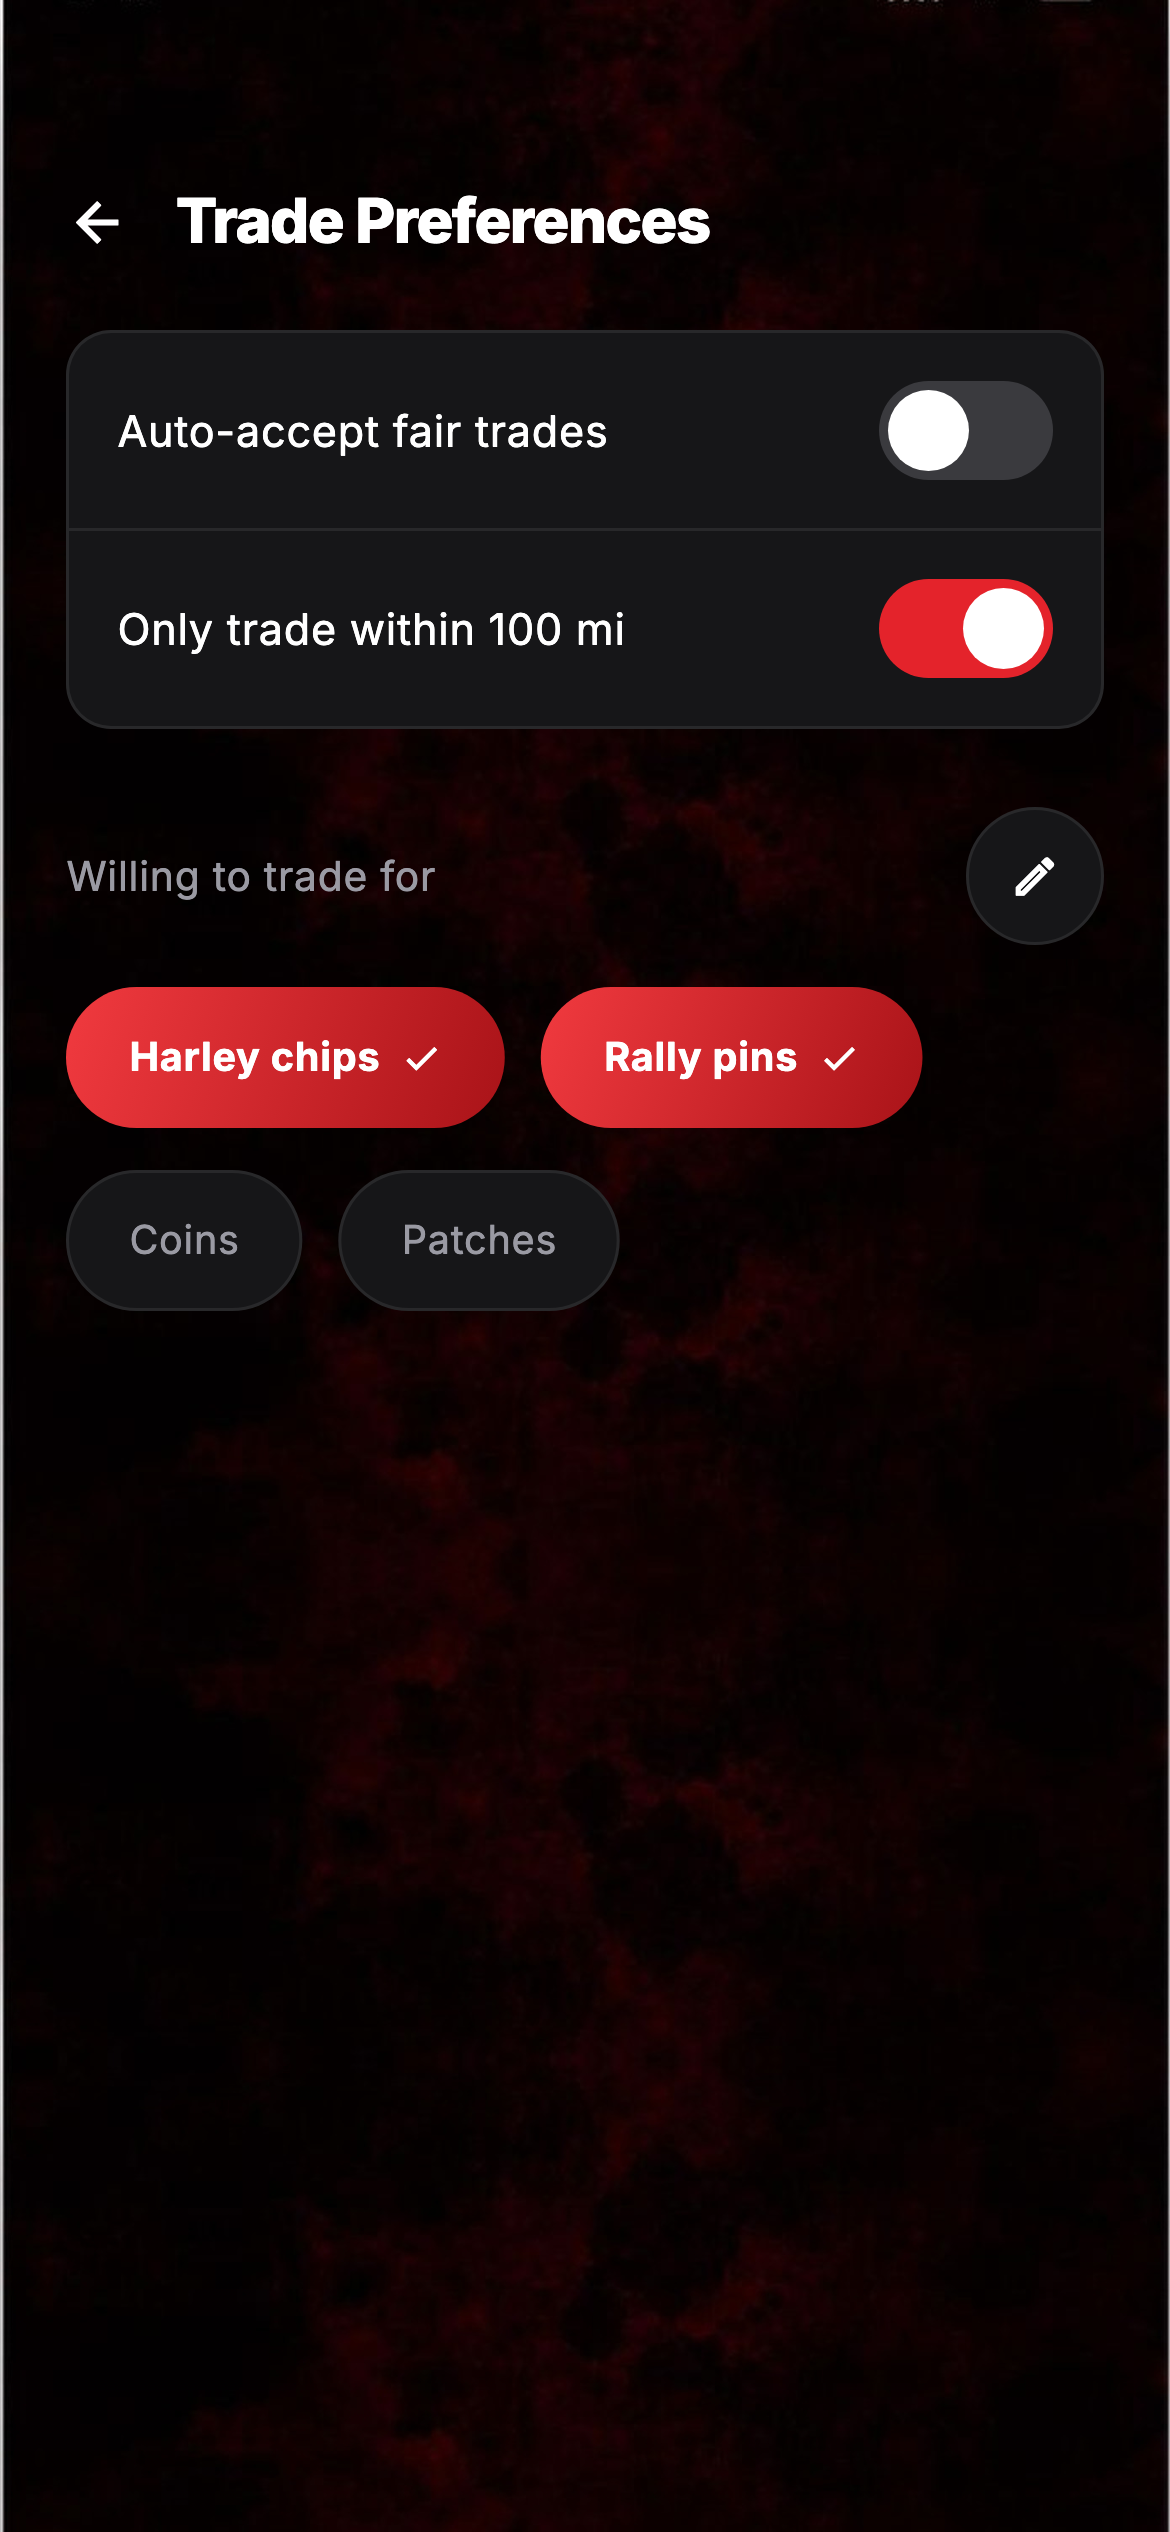 Trade Preferences
Auto-accept fair trades
Only trade within 100 mi
Willing to trade for
Harley chips
Rally pins
Coins
Patches